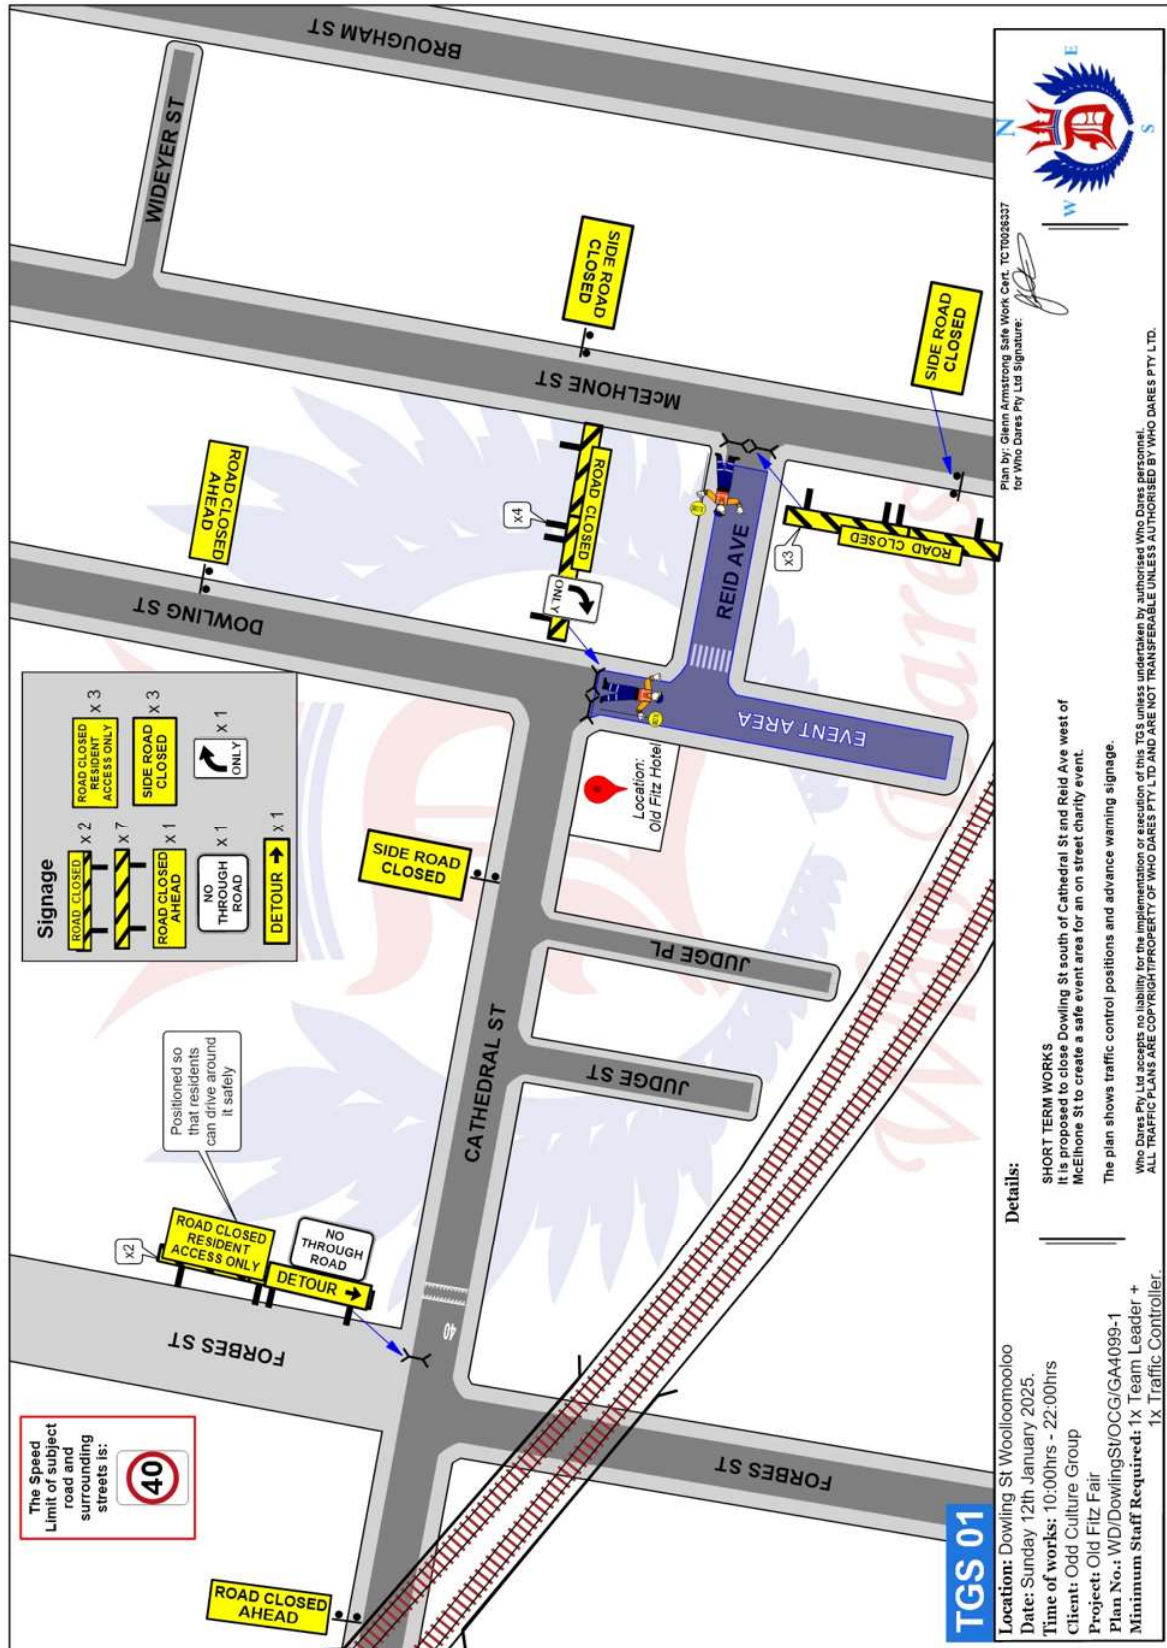 BROUGHAM ST
WIDEYER ST
McELHONE ST
SIDE ROAD
CLOSED
SIDE ROAD
CLOSED
ROAD CLOSED
AHEAD
DOWLING ST
x4
ROAD CLOSED
ONLY
REID AVE
x3
ROAD CLOSED
EVENT AREA
Location:
Old Fitz Hotel
Signage
ROAD CLOSED
x 2
x 7
ROAD CLOSED
AHEAD
x 1
NO
THROUGH
ROAD
x 1
DETOUR
x 1
ROAD CLOSED
RESIDENT
ACCESS ONLY
x 3
SIDE ROAD
CLOSED
x 3
ONLY
x 1
SIDE ROAD
CLOSED
JUDGE PL
JUDGE ST
CATHEDRAL ST
Positioned so
that residents
can drive around
it safely
x2
ROAD CLOSED
RESIDENT
ACCESS ONLY
DETOUR
NO
THROUGH
ROAD
40
FORBES ST
FORBES ST
The Speed
Limit of subject
road and
surrounding
streets is:
40
ROAD CLOSED
AHEAD
Who Dares
TGS 01
Location: Dowling St Woolloomooloo
Date: Sunday 12th January 2025.
Time of works: 10:00hrs - 22:00hrs
Client: Odd Culture Group
Project: Old Fitz Fair
Plan No.: WD/DowlingSt/OCG/GA4099-1
Minimum Staff Required: 1x Team Leader +
1x Traffic Controller.
Details:
SHORT TERM WORKS
It is proposed to close Dowling St south of Cathedral St and Reid Ave west of
McElhone St to create a safe event area for an on street charity event.
The plan shows traffic control positions and advance warning signage.
Who Dares Pty Ltd accepts no liability for the implementation or execution of this TGS unless undertaken by authorised Who Dares personnel.
ALL TRAFFIC PLANS ARE COPYRIGHT/PROPERTY OF WHO DARES PTY LTD AND ARE NOT TRANSFERABLE UNLESS AUTHORISED BY WHO DARES PTY LTD.
Plan by: Glenn Armstrong Safe Work Cert. TCT0026337
for Who Dares Pty Ltd Signature:
N
E
S
W
D